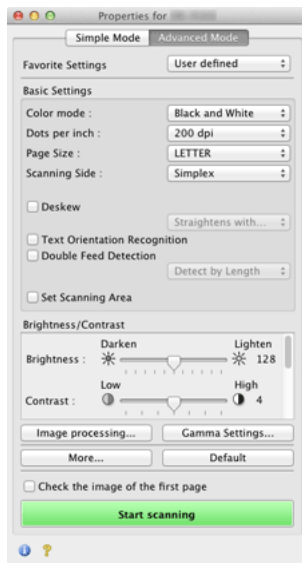 Properties for
Simple Mode Advanced Mode
Favorite Settings User defined
Basic Settings
Color mode : Black and White
Dots per inch : 200 dpi
Page Size : LETTER
Scanning Side : Simplex
Deskew
Straightens with...
Text Orientation Recognition
Double Feed Detection
Detect by Length
Set Scanning Area
Brightness/Contrast
Darken Lighten
Brightness : 128
Low High
Contrast : 4
Image processing... Gamma Settings...
More... Default
Check the image of the first page
Start scanning